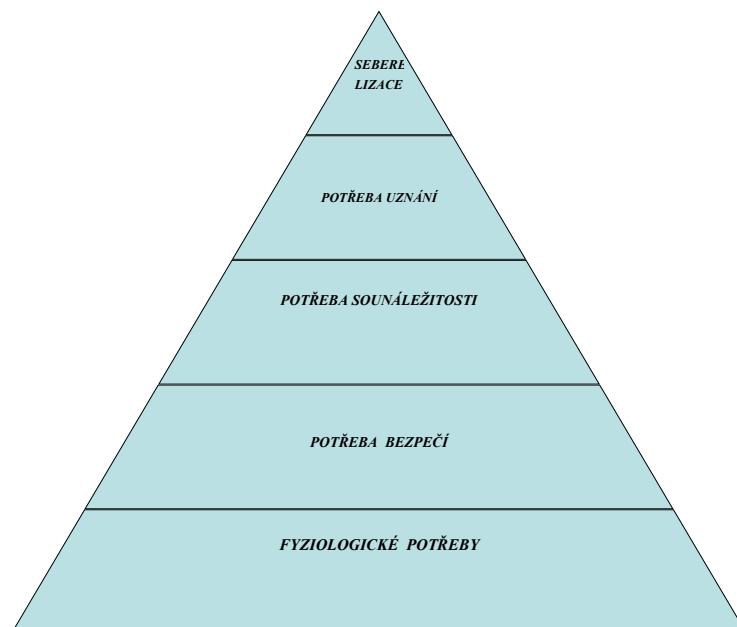 SEBERE
LIZACE
POTŘEBA UZNÁNÍ
POTŘEBA SOUNÁLEŽITOSTI
POTŘEBA BEZPEČÍ
FYZIOLOGICKÉ POTŘEBY